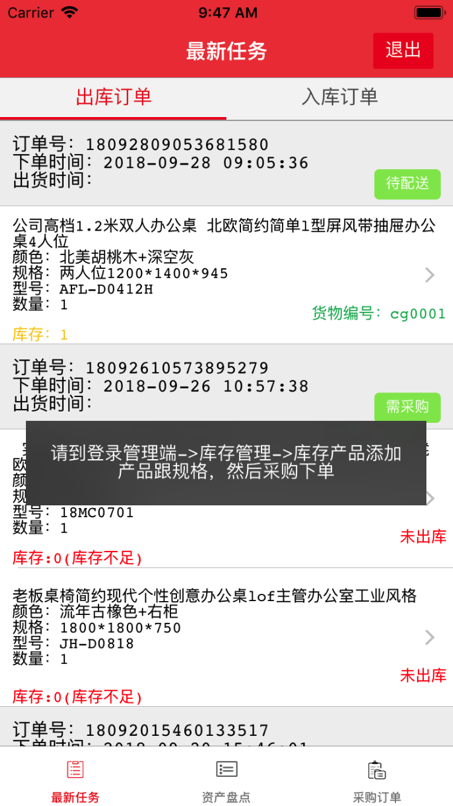 Carrier 9:47 AM
最新任务
退出
出库订单 入库订单
订单号: 18092809053681580
下单时间: 2018-09-28 09:05:36
出货时间:
待配送
公司高档1.2米双人办公桌 北欧简约简单l型屏风带抽屉办公
桌4人位
颜色: 北美胡桃木+深空灰
规格: 两人位1200*1400*945
型号: AFL-D0412H
数量: 1
货物编号: cg0001
库存: 1
订单号: 18092610573895279
下单时间: 2018-09-26 10:57:38
出货时间:
需采购
请到登录管理端->库存管理->库存产品添加
产品跟规格，然后采购下单
欧
颜
规
型号: 18MC0701
数量: 1
未出库
库存:0(库存不足)
老板桌椅简约现代个性创意办公桌lof主管办公室工业风格
颜色: 流年古橡色+右柜
规格: 1800*1800*750
型号: JH-D0818
数量: 1
未出库
库存:0(库存不足)
订单号: 18092015460133517
下单时间: 2018-09-20 15:46:01
最新任务 资产盘点 采购订单